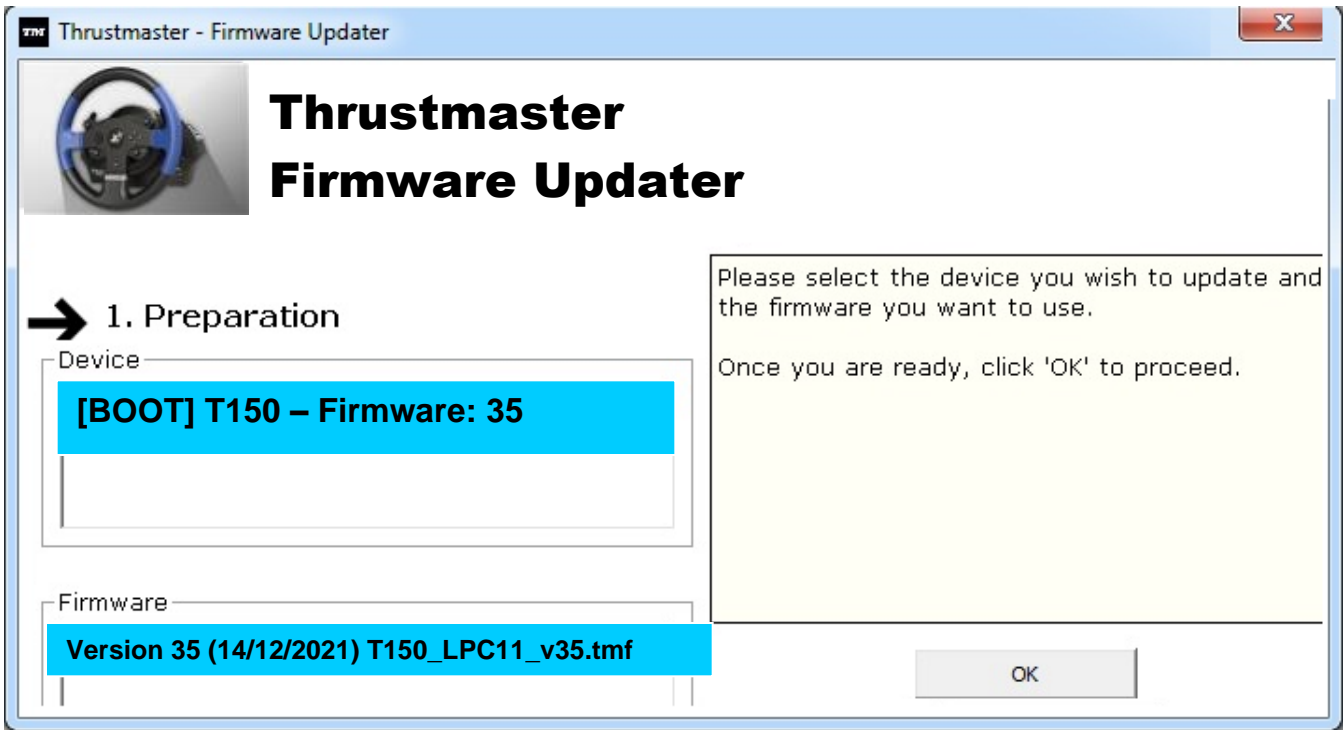 TM Thrustmaster - Firmware Updater
X
Thrustmaster
Firmware Updater
1. Preparation
Device
[BOOT] T150 – Firmware: 35
Firmware
Version 35 (14/12/2021) T150_LPC11_v35.tmf
Please select the device you wish to update and
the firmware you want to use.
Once you are ready, click 'OK' to proceed.
OK